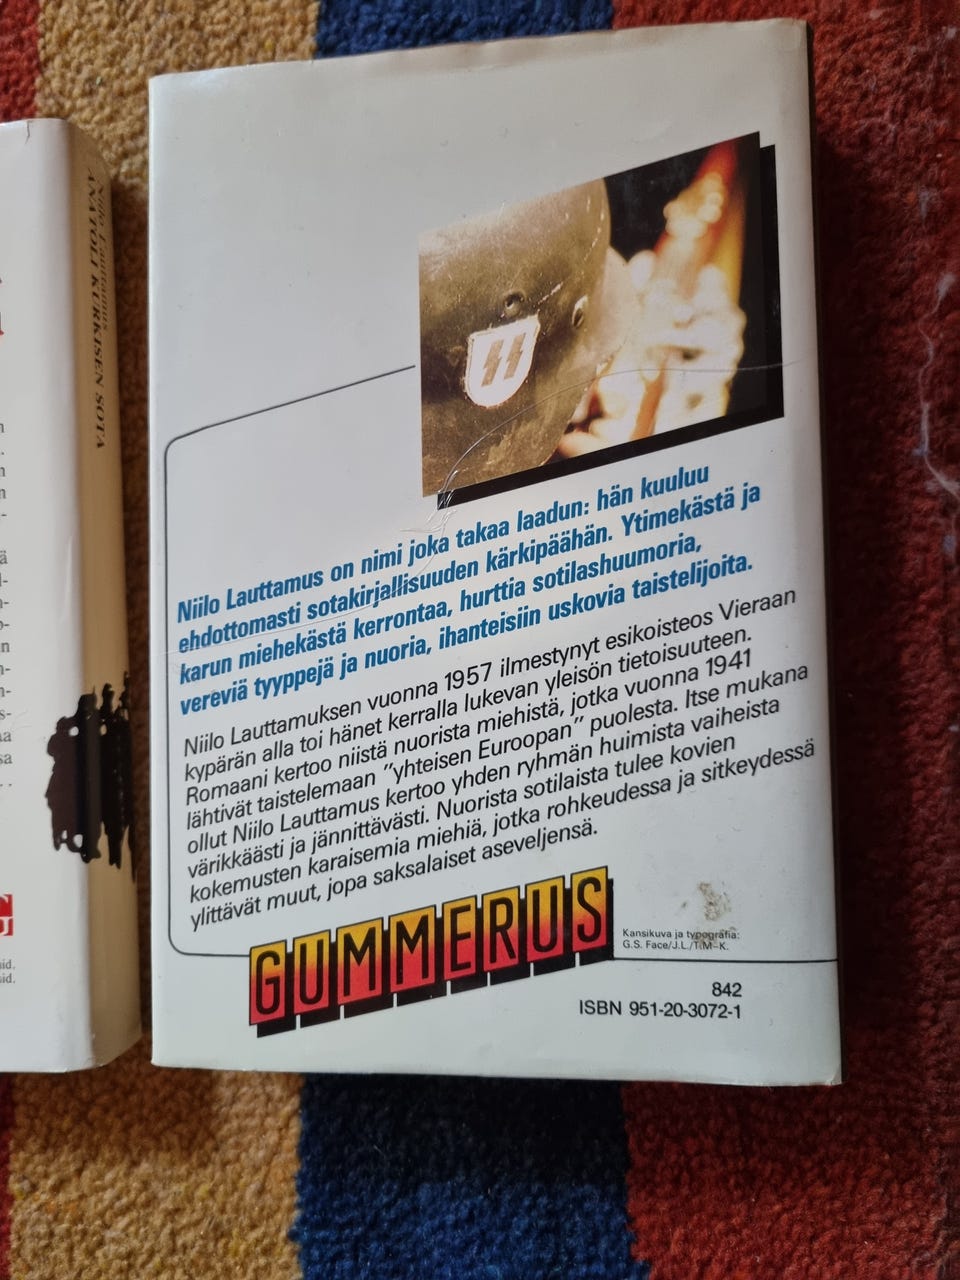 Niilo Lauttamus
ANATOLI KURKISEN SOTA
Niilo Lauttamus on nimi joka takaa laadun: hän kuuluu
ehdottomasti sotakirjallisuuden kärkipäähän. Ytimekästä ja
karun miehekästä kerrontaa, hurttia sotilashuumoria,
vereviä tyyppejä ja nuoria, ihanteisiin uskovia taistelijoita.
Niilo Lauttamuksen vuonna 1957 ilmestynyt esikoisteos Vieraan
kypärän alla toi hänet kerralla lukevan yleisön tietoisuuteen.
Romaani kertoo niistä nuorista miehistä, jotka vuonna 1941
lähtivät taistelemaan "yhteisen Euroopan" puolesta. Itse mukana
ollut Niilo Lauttamus kertoo yhden ryhmän huimista vaiheista
värikkäästi ja jännittävästi. Nuorista sotilaista tulee kovien
kokemusten karaisemia miehiä, jotka rohkeudessa ja sitkeydessä
ylittävät muut, jopa saksalaiset aseveljensä.
GUMMERUS
Kansikuva ja typografia:
G.S. Face/J.L./T.M-K.
842
ISBN 951-20-3072-1